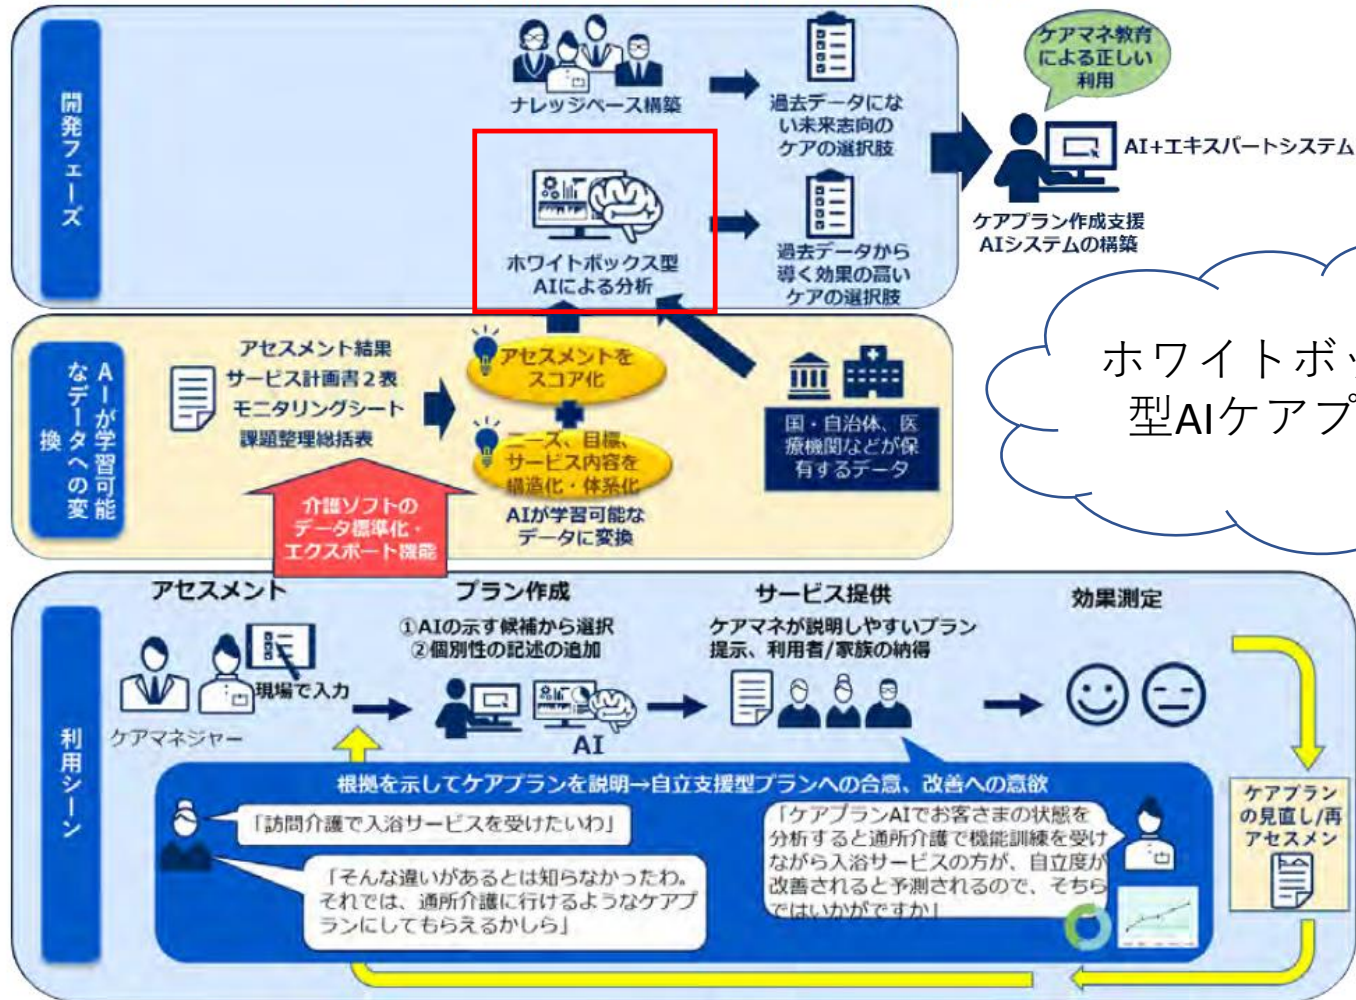 開発フェーズ
ナレッジベース構築
過去データにな
い未来志向の
ケアの選択肢
ケアマネ教育
による正しい
利用
AI+エキスパートシステム
ケアプラン作成支援
AIシステムの構築
ホワイトボックス型
AIによる分析
過去データから
導く効果の高い
ケアの選択肢
ホワイトボッ
型AIケアプ
AIが学習可能
なデータへの変
換
アセスメント結果
サービス計画書2表
モニタリングシート
課題整理総括表
アセスメントを
スコア化
ニーズ、目標、
サービス内容を
構造化・体系化
AIが学習可能な
データに変換
国・自治体、医
療機関などが保
有するデータ
介護ソフトの
データ標準化・
エクスポート機能
利用シーン
アセスメント
現場で入力
ケアマネジャー
プラン作成
①AIの示す候補から選択
②個別性の記述の追加
AI
サービス提供
ケアマネが説明しやすいプラン
提示、利用者/家族の納得
効果測定
根拠を示してケアプランを説明→自立支援型プランへの合意、改善への意欲
「訪問介護で入浴サービスを受けたいわ」
「ケアプランAIでお客さまの状態を
分析すると通所介護で機能訓練を受け
ながら入浴サービスの方が、自立度が
改善されると予測されるので、そちら
ではいかがですか」
「そんな違いがあるとは知らなかったわ。
それでは、通所介護に行けるようなケアプ
ランにしてもらえるかしら」
ケアプラン
の見直し/再
アセスメン